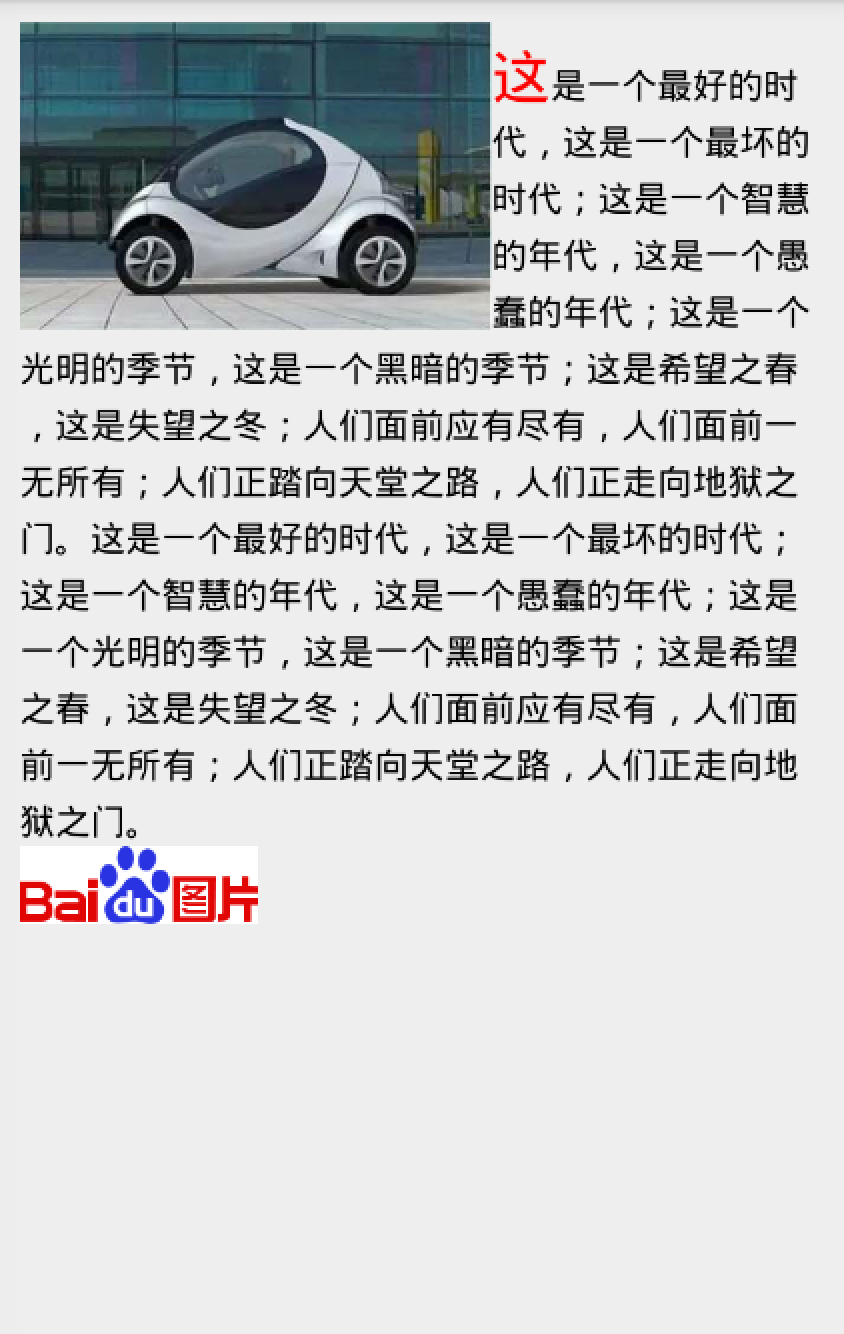 这是一个最好的时
代，这是一个最坏的
时代；这是一个智慧
的年代，这是一个愚
蠢的年代；这是一个
光明的季节，这是一个黑暗的季节；这是希望之春
，这是失望之冬；人们面前应有尽有，人们面前一
无所有；人们正踏向天堂之路，人们正走向地狱之
门。这是一个最好的时代，这是一个最坏的时代；
这是一个智慧的年代，这是一个愚蠢的年代；这是
一个光明的季节，这是一个黑暗的季节；这是希望
之春，这是失望之冬；人们面前应有尽有，人们面
前一无所有；人们正踏向天堂之路，人们正走向地
狱之门。
Bai du 图片